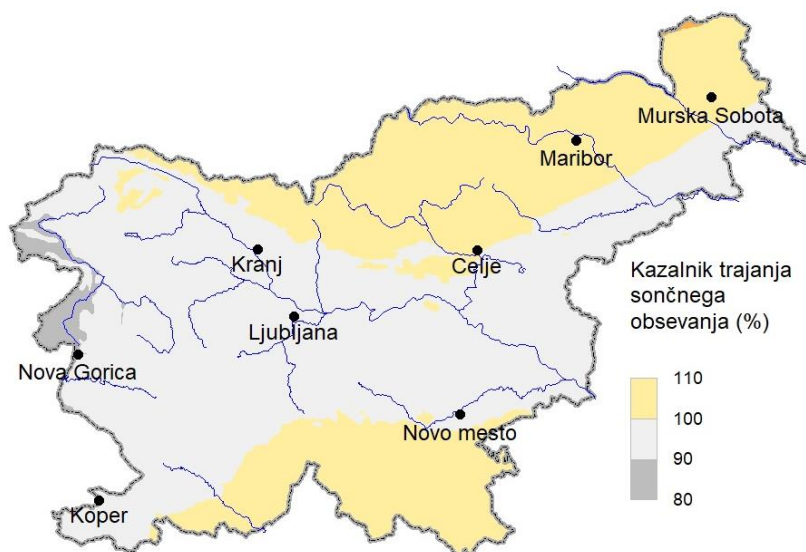 Murska Sobota
Maribor
Kranj
Celje
Ljubljana
Nova Gorica
Novo mesto
Koper
Kazalnik trajanja
sončnega
obsevanja (%)
110
100
90
80